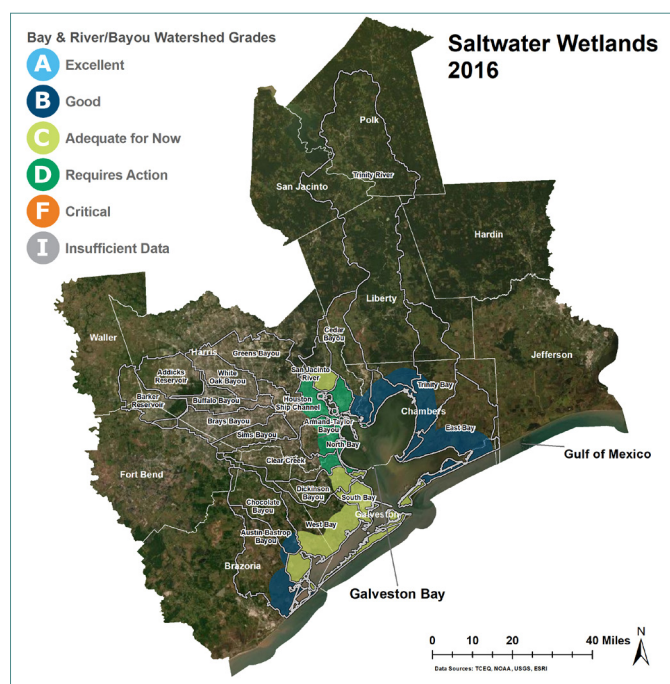 Bay & River/Bayou Watershed Grades
A Excellent
B Good
C Adequate for Now
D Requires Action
F Critical
I Insufficient Data
Saltwater Wetlands
2016
Polk
Trinity River
San Jacinto
Hardin
Liberty
Waller
Jefferson
Cedar
Bayou
Harris
Greens Bayou
San Jacinto
River
Addicks
Reservoir
White
Oak Bayou
Trinity Bay
Barker
Reservoir
Buffalo Bayou
Houston
Ship Channel
Chambers
Brays Bayou
Armand-Taylor
Bayou
East Bay
Sims Bayou
North Bay
Gulf of Mexico
Clear Creek
Fort Bend
Dickinson
Bayou
South Bay
Chocolate
Bayou
Galveston
West Bay
Austin-Bastrop
Bayou
Brazoria
Galveston Bay
N
0 10 20 40 Miles
Data Sources: TCEQ, NOAA, USGS, ESRI